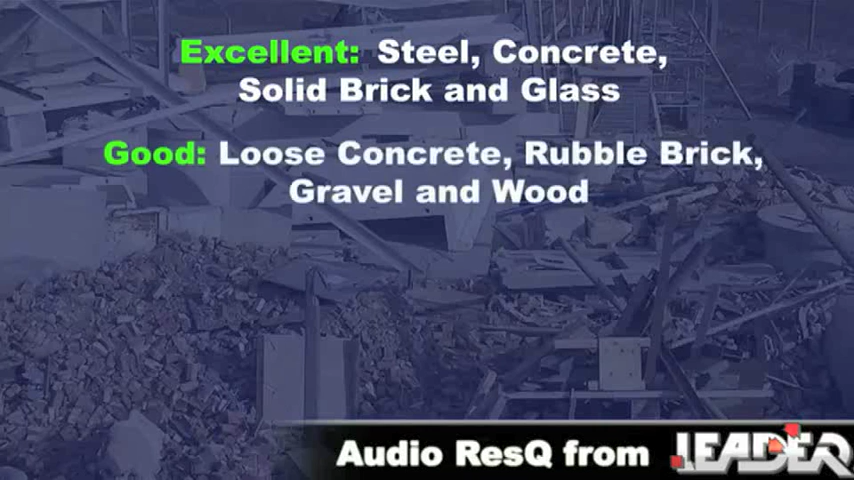 Excellent: Steel, Concrete,
Solid Brick and Glass
Good: Loose Concrete, Rubble Brick,
Gravel and Wood
Audio ResQ from LEADER